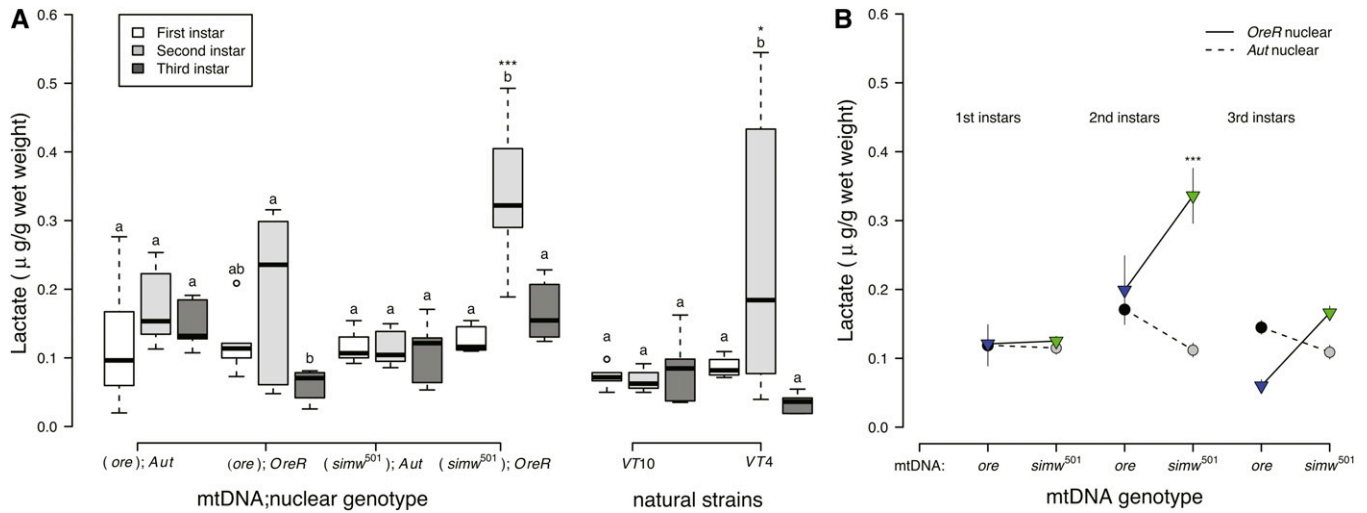 A
First instar
Second instar
Third instar
Lactate ( μ g/g wet weight)
0.6
0.5
0.4
0.3
0.2
0.1
0.0
a
a
a
ab
a
b
a
a
a
a
***
b
a
a
a
a
a
*
b
a
(ore); Aut
(ore); OreR
(simw501); Aut
(simw501); OreR
VT10
VT4
mtDNA;nuclear genotype
natural strains
B
OreR nuclear
Aut nuclear
Lactate ( μ g/g wet weight)
0.6
0.5
0.4
0.3
0.2
0.1
0.0
1st instars
2nd instars
3rd instars
***
mtDNA: ore simw501 ore simw501 ore simw501
mtDNA genotype